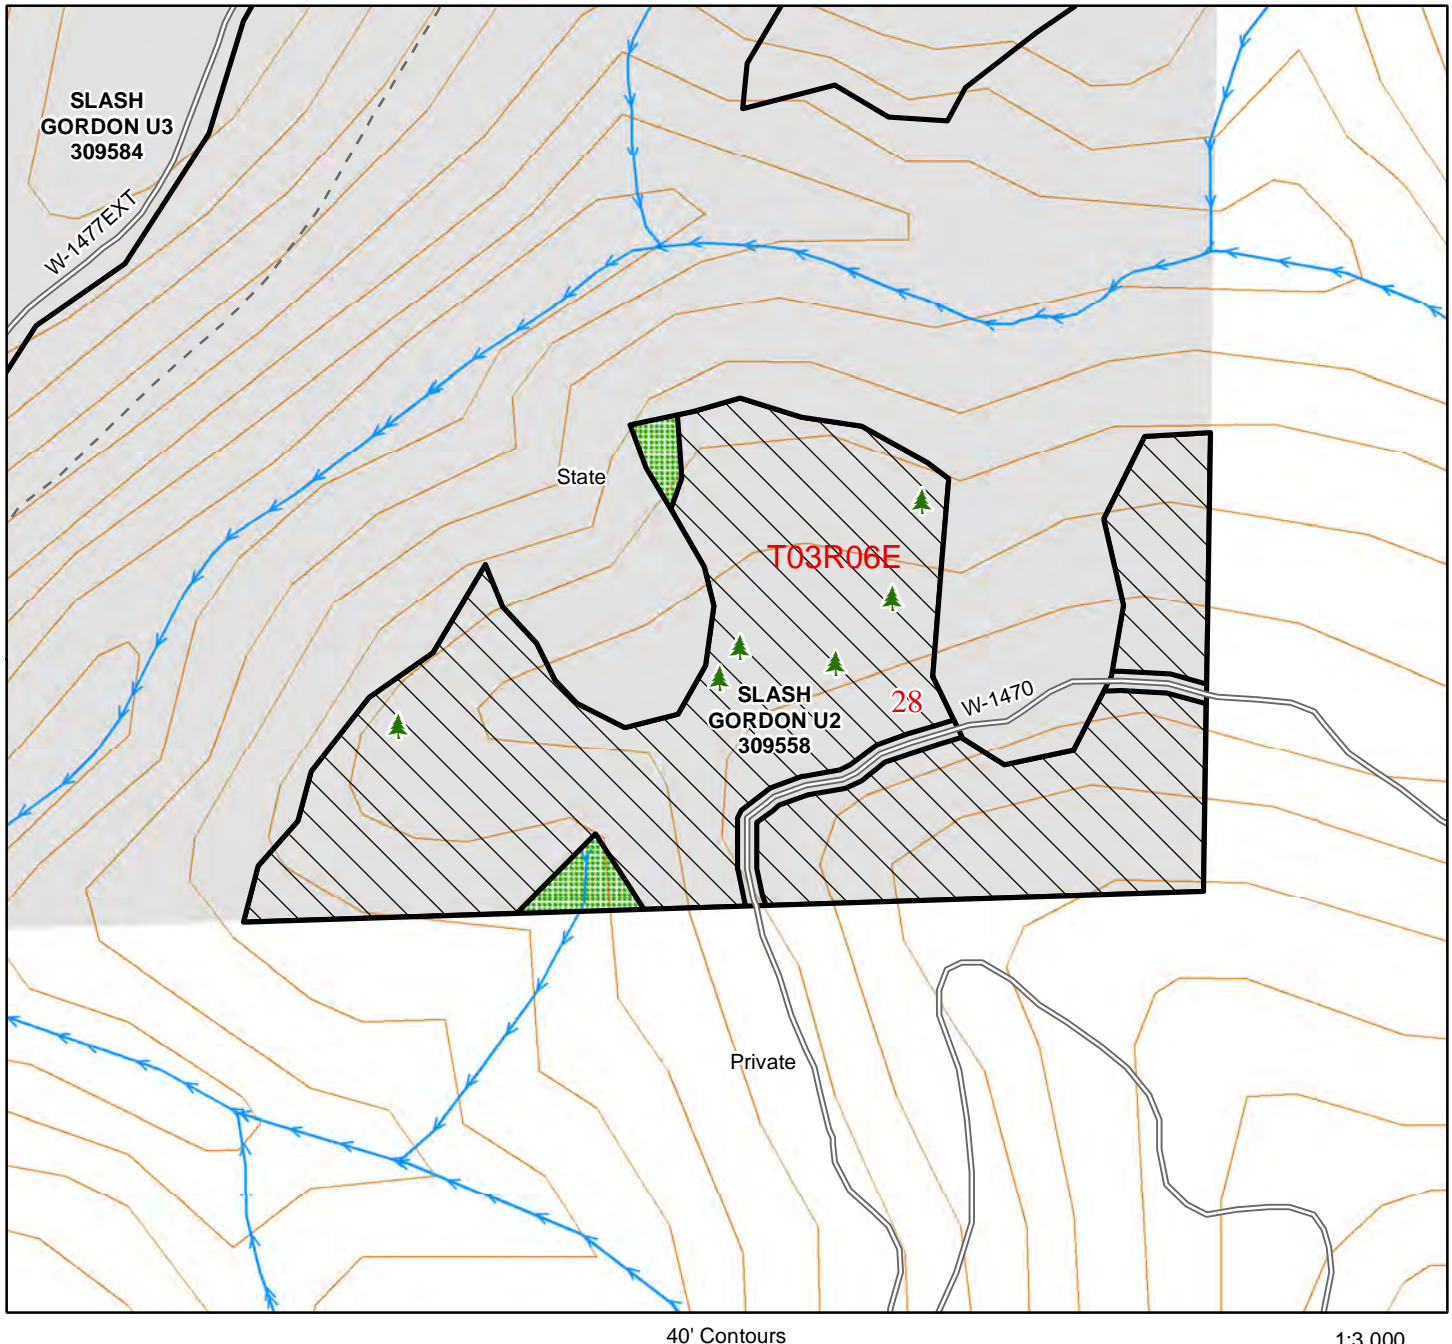 SLASH
GORDON U3
309584
W-1477EXT
State
T03R06E
28
W-1470
SLASH
GORDON U2
309558
Private
40' Contours
1:3,000